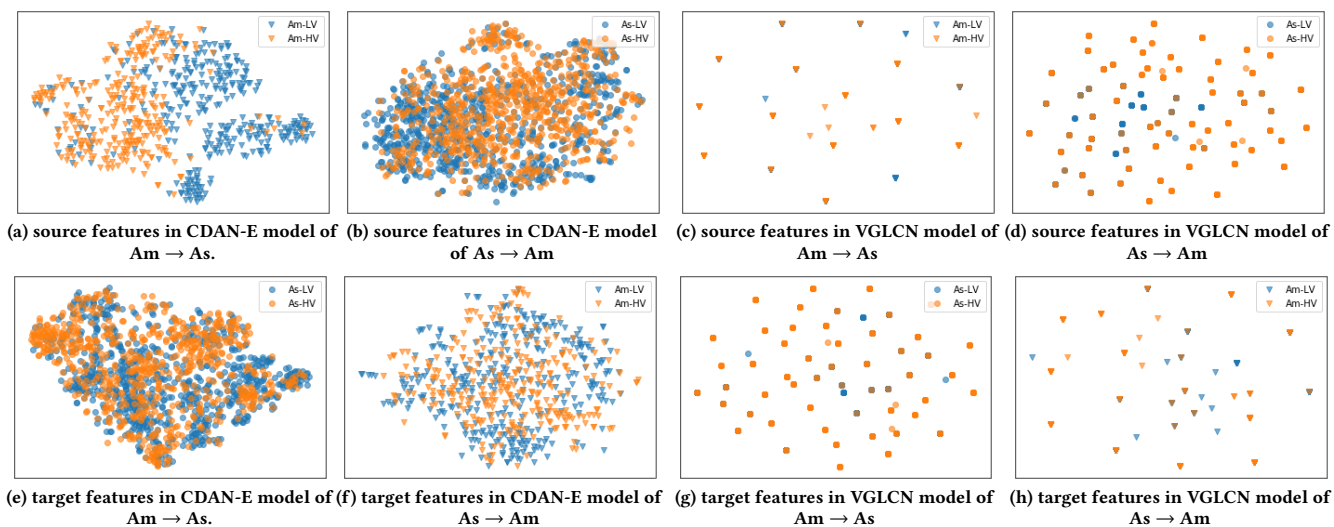 Am-LV
Am-HV
As-LV
As-HV
Am-LV
Am-HV
As-LV
As-HV
(a) source features in CDAN-E model of
Am → As.
(b) source features in CDAN-E model
of As → Am
(c) source features in VGLCN model of
Am → As
(d) source features in VGLCN model of
As → Am
As-LV
As-HV
Am-LV
Am-HV
As-LV
As-HV
Am-LV
Am-HV
(e) target features in CDAN-E model of
Am → As.
(f) target features in CDAN-E model of
As → Am
(g) target features in VGLCN model of
Am → As
(h) target features in VGLCN model of
As → Am